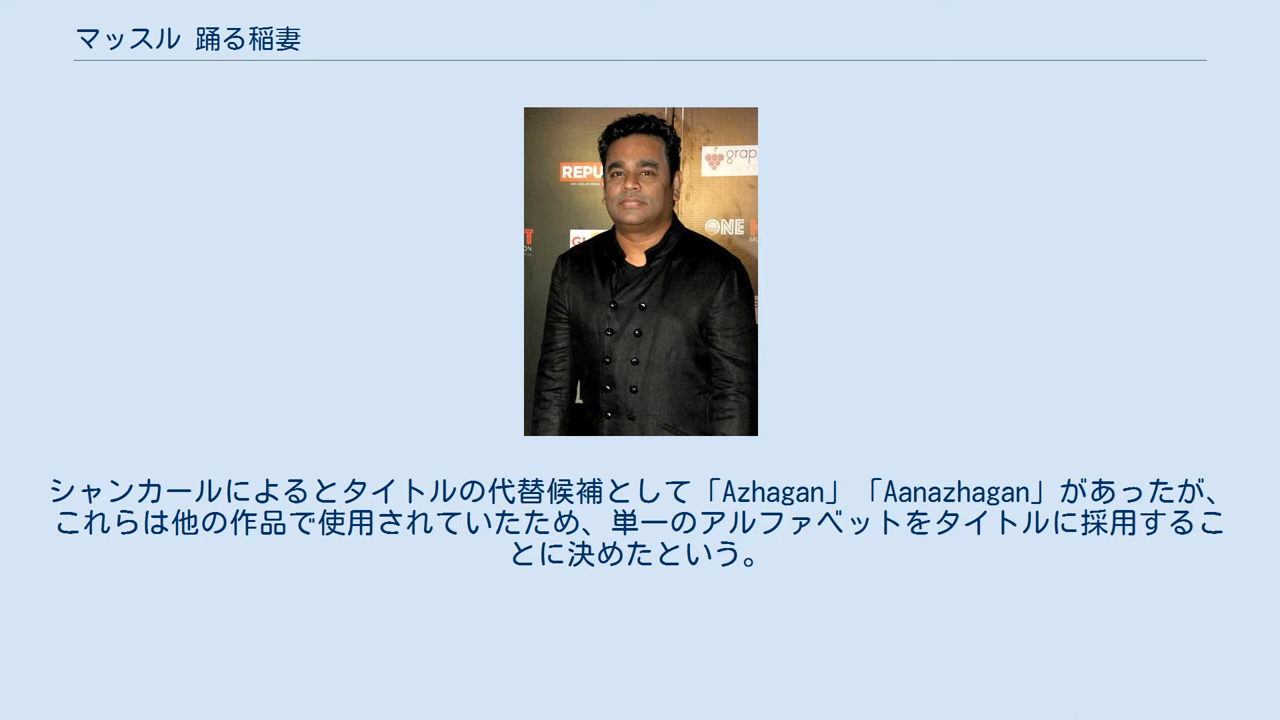 マッスル 踊る稲妻
REPU
grap
ONE
シャンカールによるとタイトルの代替候補として「Azhagan」「Aanazhagan」があったが、
これらは他の作品で使用されていたため、単一のアルファベットをタイトルに採用するこ
とに決めたという。